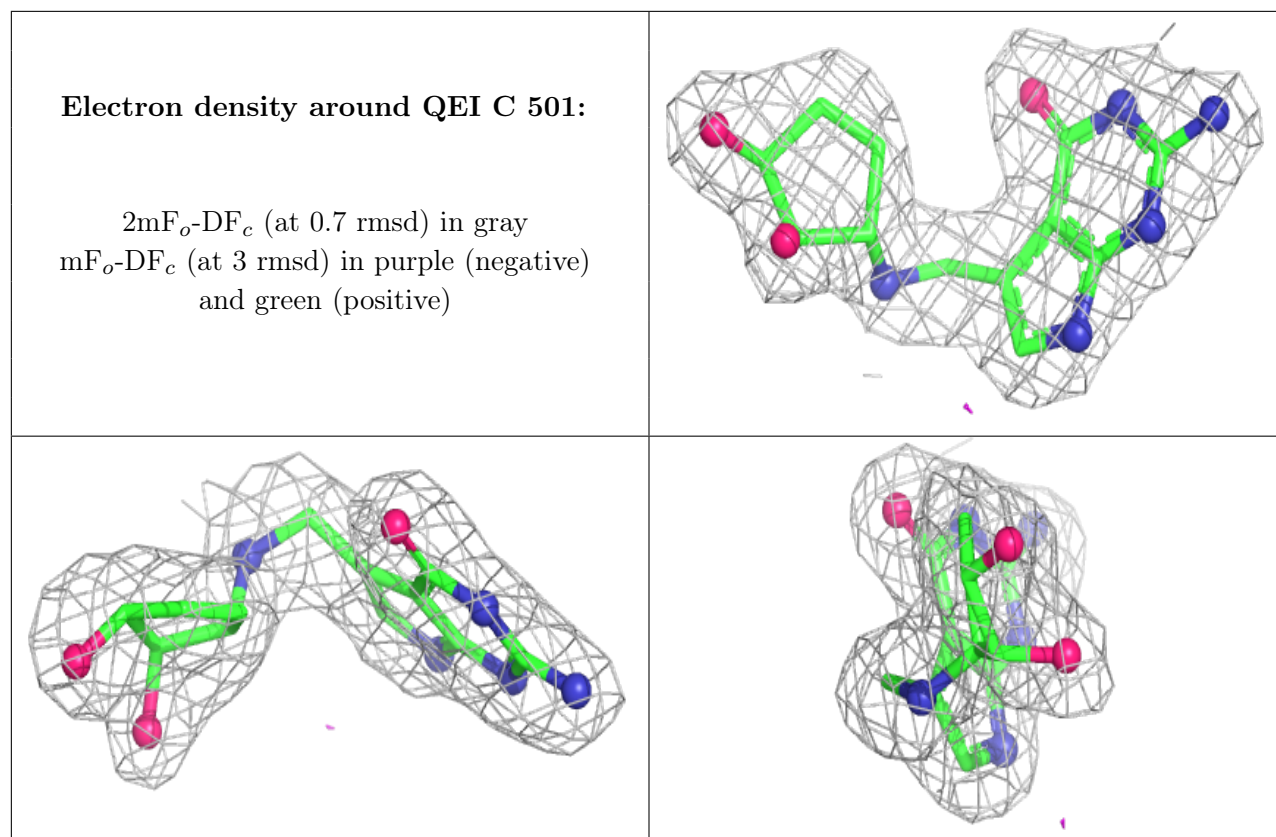 Electron density around QEI C 501:
2mFo-DFc (at 0.7 rmsd) in gray
mFo-DFc (at 3 rmsd) in purple (negative)
and green (positive)